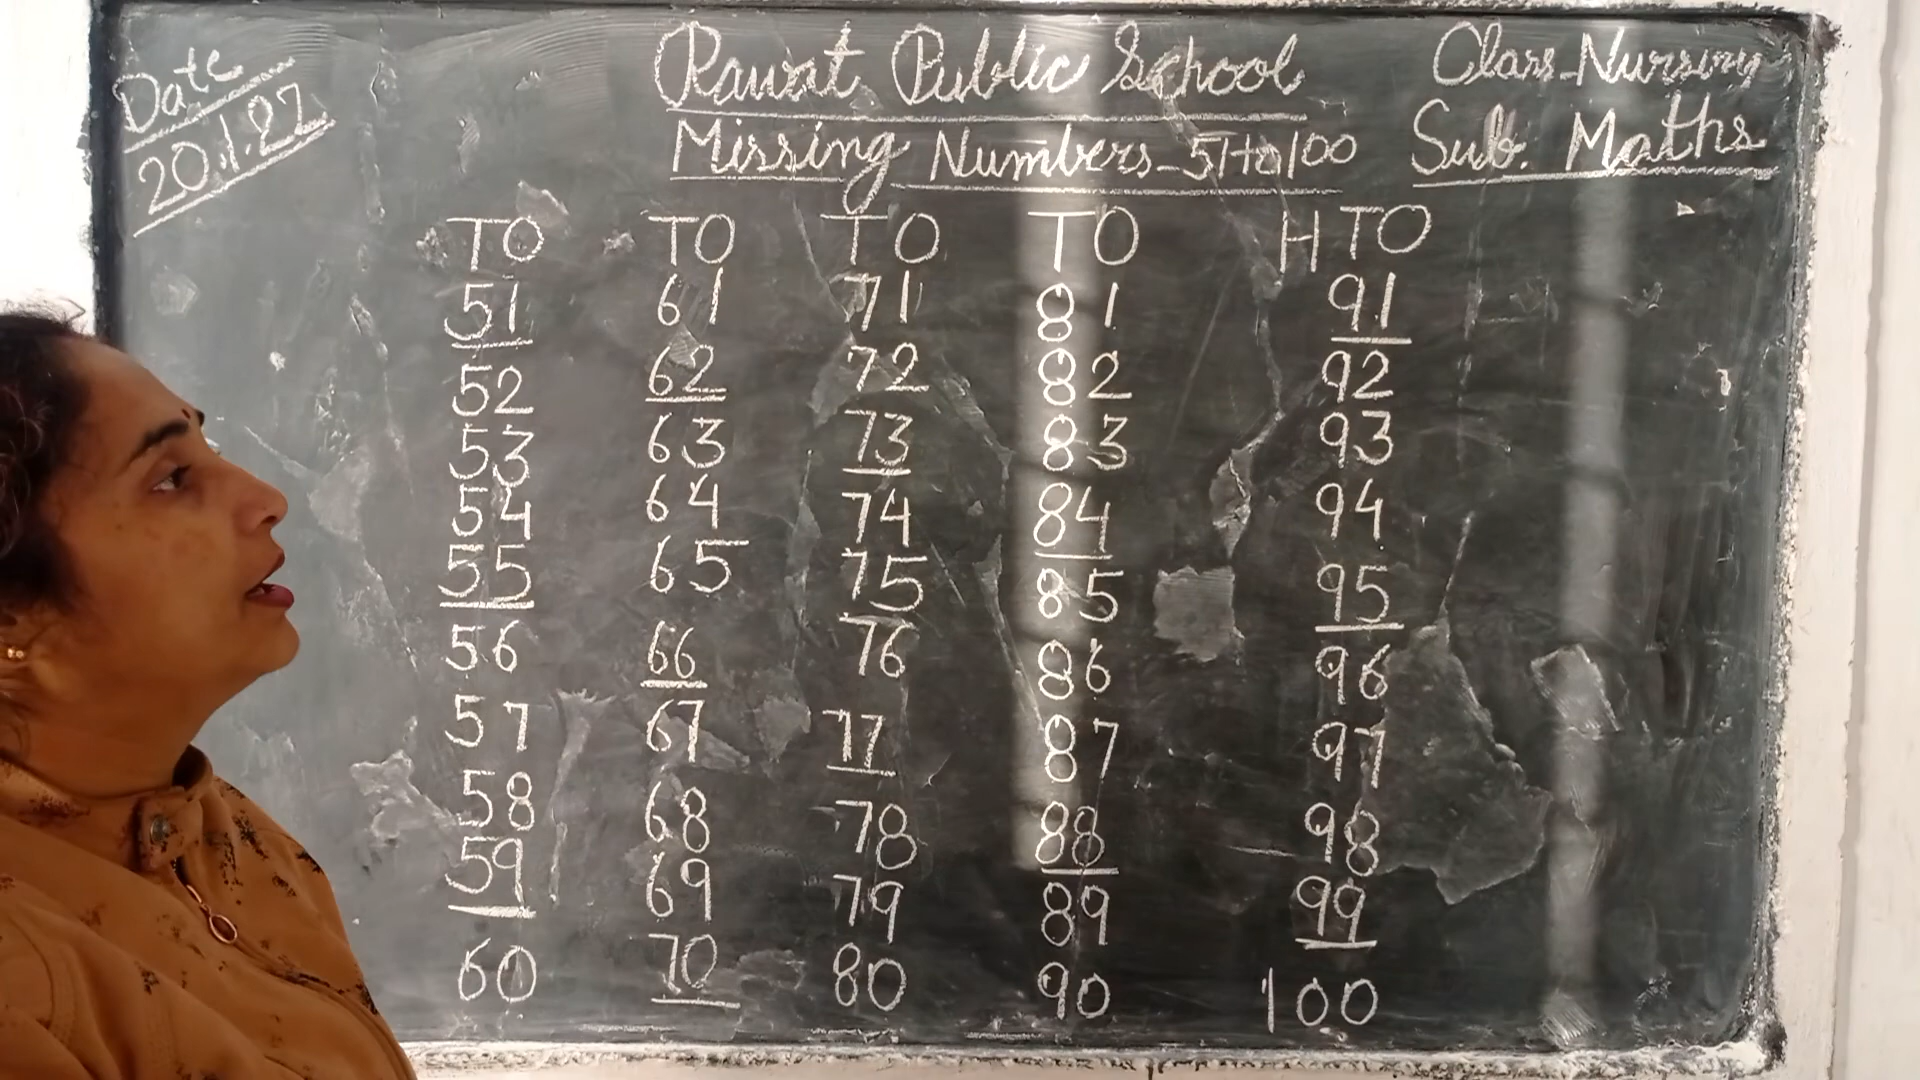 Date
20.1.27
Rawat Public School
Class-Nursing
Missing Numbers-51to100
Sub. Maths
TO TO TO TO HTO
51 61 71 81 91
52 62 72 82 92
53 63 73 83 93
54 64 74 84 94
55 65 75 85 95
56 66 76 86 96
57 67 77 87 97
58 68 78 88 98
59 69 79 89 99
60 70 80 90 100